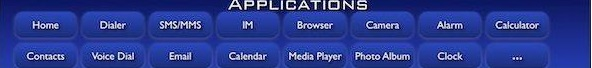 APPLICATIONS
Home Dialer SMS/MMS IM Browser Camera Alarm Calculator
Contacts Voice Dial Email Calendar Media Player Photo Album Clock ...